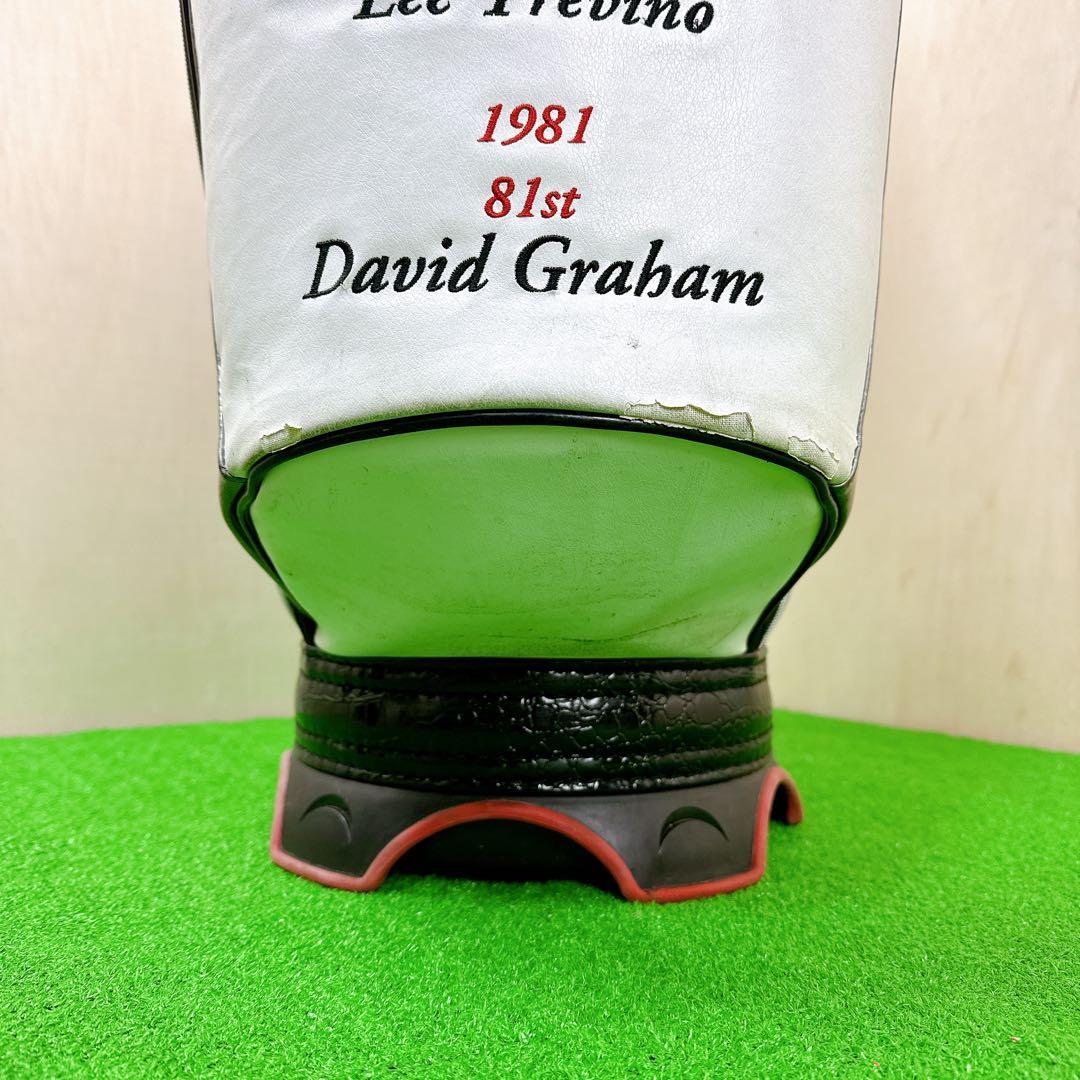 Lee Trevino
1981
81st
David Graham